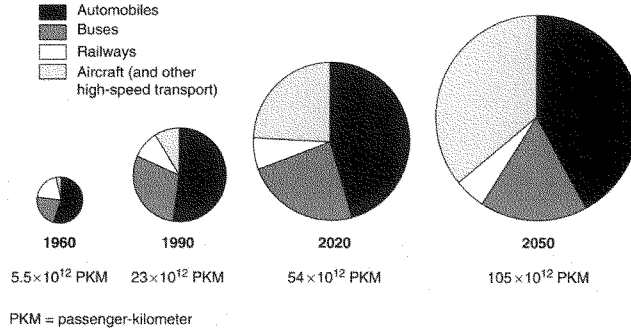 Automobiles
Buses
Railways
Aircraft (and other
high-speed transport)
1960 1990 2020 2050
5.5×10¹² PKM 23×10¹² PKM 54×10¹² PKM 105×10¹² PKM
PKM = passenger-kilometer